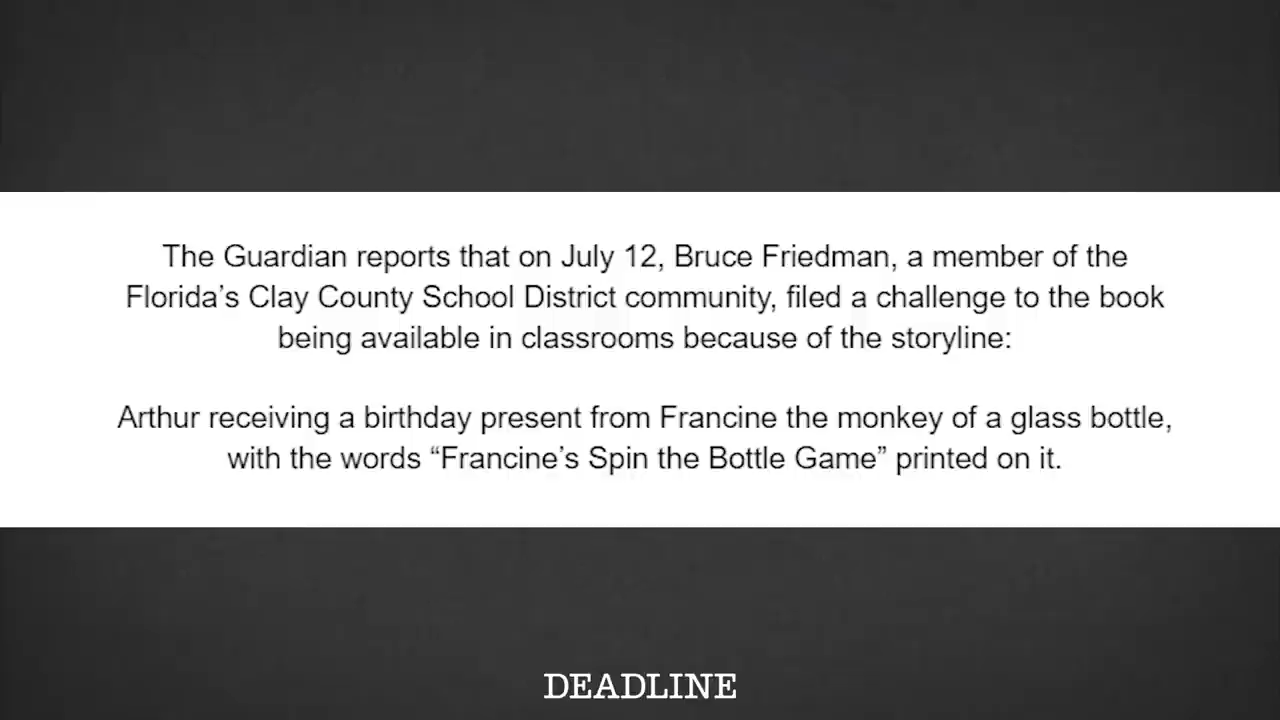 The Guardian reports that on July 12, Bruce Friedman, a member of the
Florida’s Clay County School District community, filed a challenge to the book
being available in classrooms because of the storyline:
Arthur receiving a birthday present from Francine the monkey of a glass bottle,
with the words “Francine’s Spin the Bottle Game” printed on it.
DEADLINE